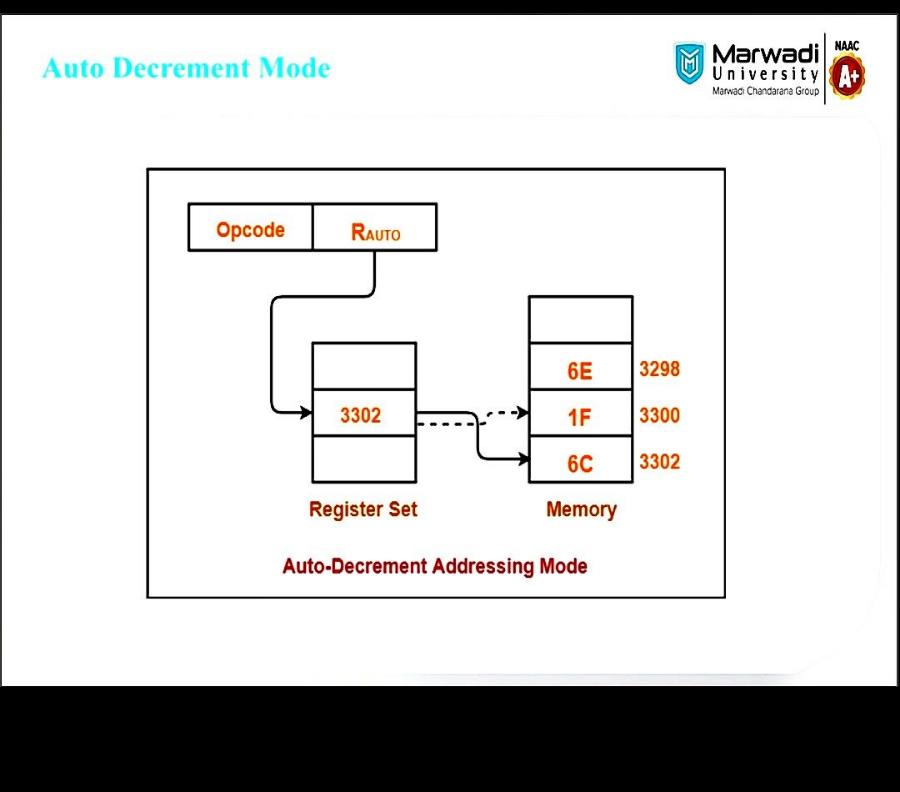 Auto Decrement Mode
Marwadi
University
Marwadi Chandarana Group
NAAC
A+
Opcode RAUTO
6E 3298
3302 1F 3300
6C 3302
Register Set Memory
Auto-Decrement Addressing Mode